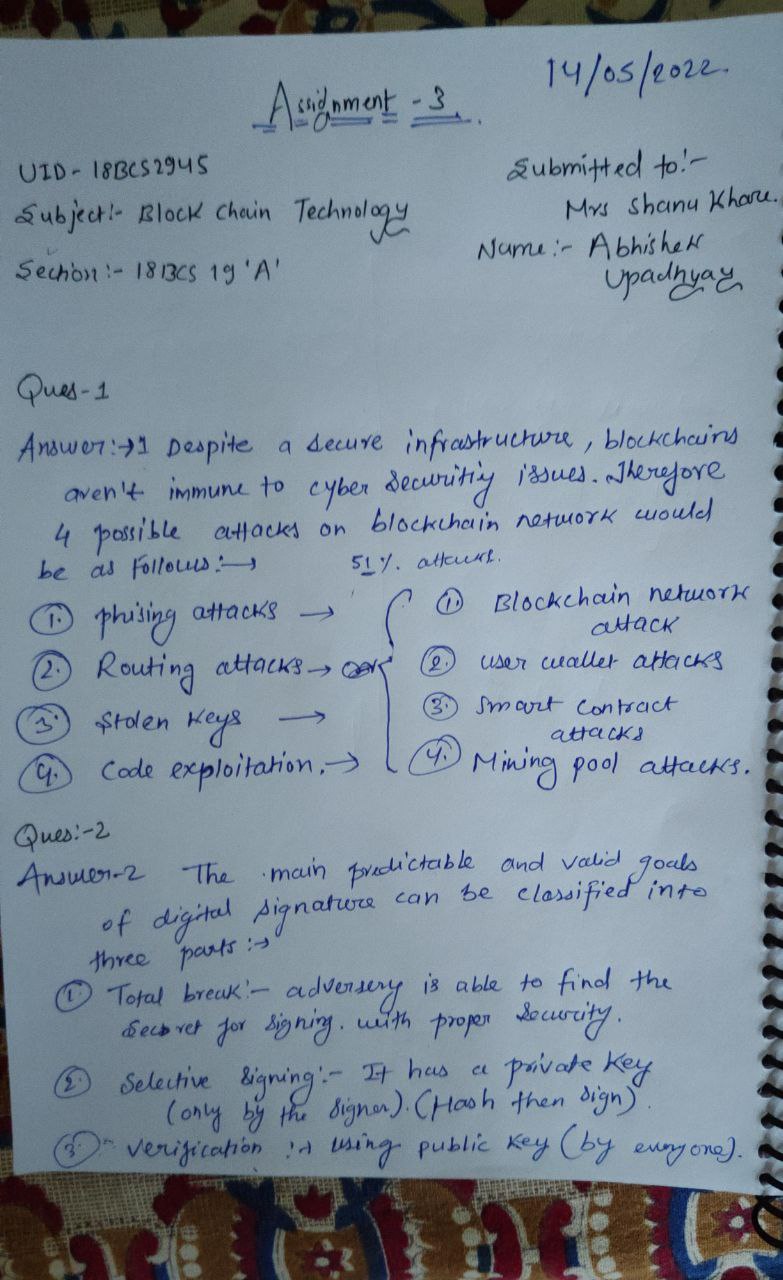 14/05/2022.
Assignment - 3.
UID - 18BCS2945
Submitted to:-
Mrs Shanu Khare.
Subject:- Block Chain Technology
Name:- Abhishek
Upadhyay
Section:- 18BCS 19 'A'
Ques-1
Answer:→1 Despite a secure infrastructure, blockchains
aren't immune to cyber securitiy issues. Therefore
4 possible attacks on blockchain network would
be as follows:→ 51%. attacks.
1. phising attacks → 1. Blockchain network
attack
2. Routing attacks → or 2. user wallet attacks
3. Stolen Keys → 3. Smart Contract
attacks
4. Code exploitation. → 4. Mining pool attacks.
Ques:-2
Answer-2 The main predictable and valid goals
of digital signature can be classified into
three parts:→
1. Total break:- adversery is able to find the
secret for signing. with proper security.
2. Selective signing:- It has a private key
(only by the signer). (Hash then sign).
3. verification :→ using public key (by everyone).